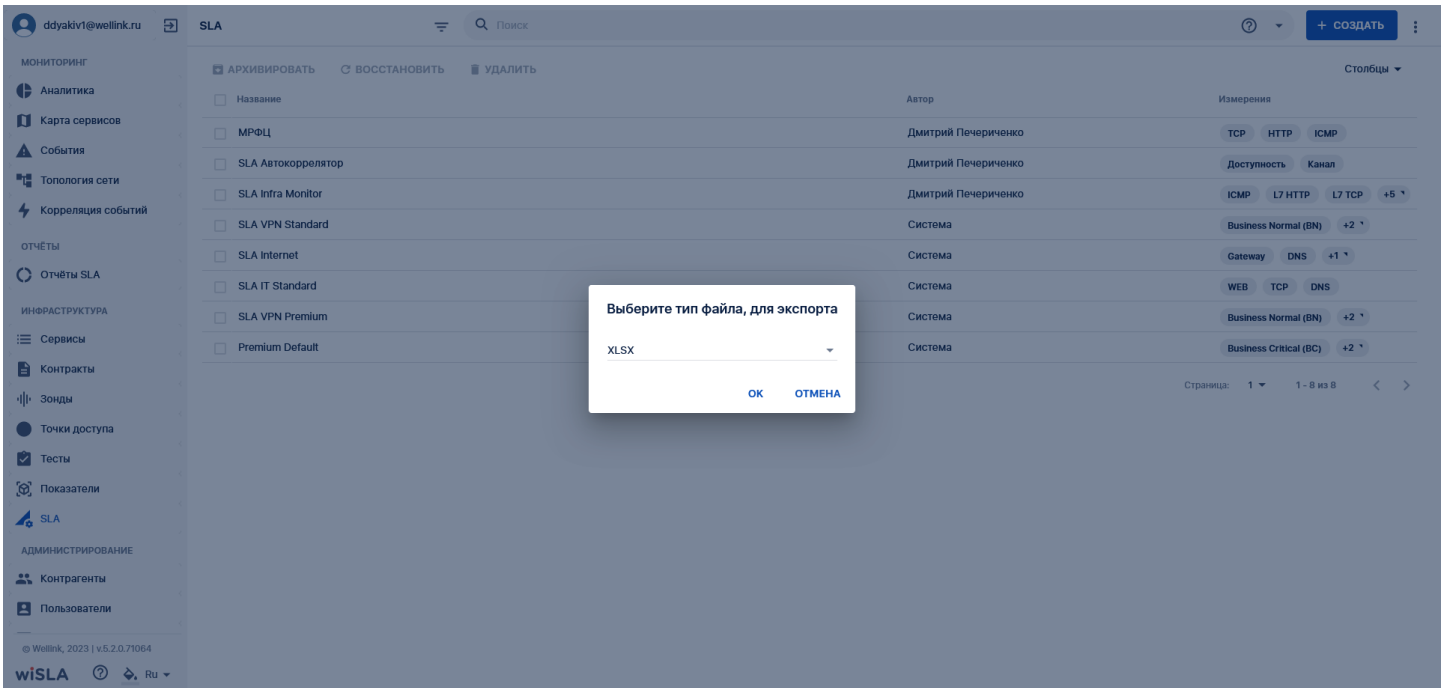 ddyakiv1@wellink.ru
SLA
Поиск
+ СОЗДАТЬ
МОНИТОРИНГ
Аналитика
Карта сервисов
События
Топология сети
Корреляция событий
ОТЧЁТЫ
Отчёты SLA
ИНФРАСТРУКТУРА
Сервисы
Контракты
Зонды
Точки доступа
Тесты
Показатели
SLA
АДМИНИСТРИРОВАНИЕ
Контрагенты
Пользователи
© Wellink, 2023 | v.5.2.0.71064
wiSLA Ru
АРХИВИРОВАТЬ ВОССТАНОВИТЬ УДАЛИТЬ Столбцы
Название Автор Измерения
МРФЦ Дмитрий Печериченко TCP HTTP ICMP
SLA Автокоррелятор Дмитрий Печериченко Доступность Канал
SLA Infra Monitor Дмитрий Печериченко ICMP L7 HTTP L7 TCP +5
SLA VPN Standard Система Business Normal (BN) +2
SLA Internet Система Gateway DNS +1
SLA IT Standard Система WEB TCP DNS
SLA VPN Premium Система Business Normal (BN) +2
Premium Default Система Business Critical (BC) +2
Страница: 1 1 - 8 из 8
Выберите тип файла, для экспорта
XLSX
ОК ОТМЕНА